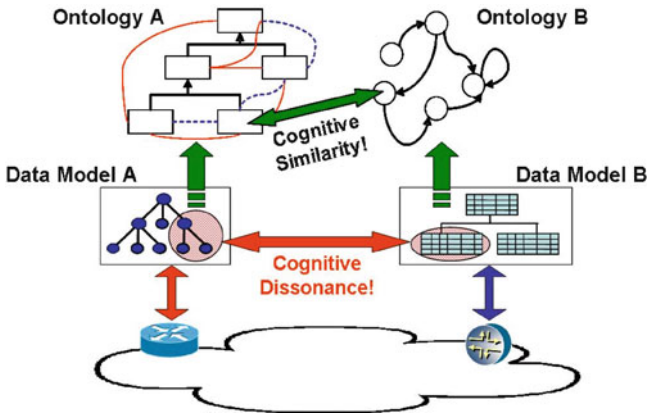 Ontology A
Ontology B
Cognitive
Similarity!
Data Model A
Data Model B
Cognitive
Dissonance!